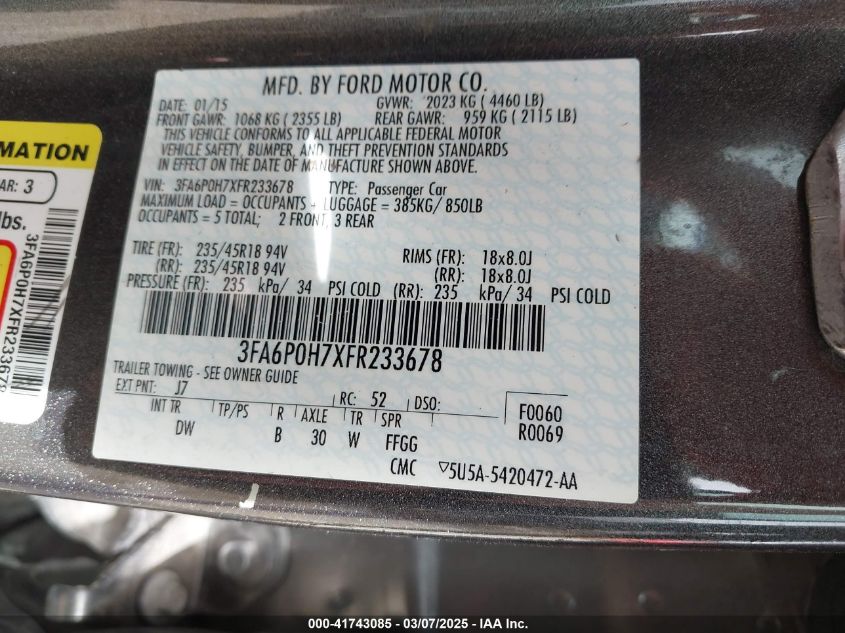 MFD. BY FORD MOTOR CO.
DATE: 01/15 GVWR: 2023 KG ( 4460 LB)
FRONT GAWR: 1068 KG ( 2355 LB) REAR GAWR: 959 KG ( 2115 LB)
THIS VEHICLE CONFORMS TO ALL APPLICABLE FEDERAL MOTOR
VEHICLE SAFETY, BUMPER, AND THEFT PREVENTION STANDARDS
IN EFFECT ON THE DATE OF MANUFACTURE SHOWN ABOVE.
VIN: 3FA6P0H7XFR233678 TYPE: Passenger Car
MAXIMUM LOAD = OCCUPANTS + LUGGAGE = 385KG/ 850LB
OCCUPANTS = 5 TOTAL; 2 FRONT, 3 REAR
TIRE (FR): 235/45R18 94V RIMS (FR): 18x8.0J
(RR): 235/45R18 94V (RR): 18x8.0J
PRESSURE (FR): 235 kPa/ 34 PSI COLD (RR): 235 kPa/ 34 PSI COLD
3FA6P0H7XFR233678
TRAILER TOWING - SEE OWNER GUIDE
EXT PNT: J7 RC: 52 DSO: F0060
INT TR TP/PS R AXLE TR SPR R0069
DW B 30 W FFGG
CMC ▽5U5A-5420472-AA
MATION
AR: 3
lbs.
3FA6P0H7XFR233678
000-41743085 - 03/07/2025 - IAA Inc.